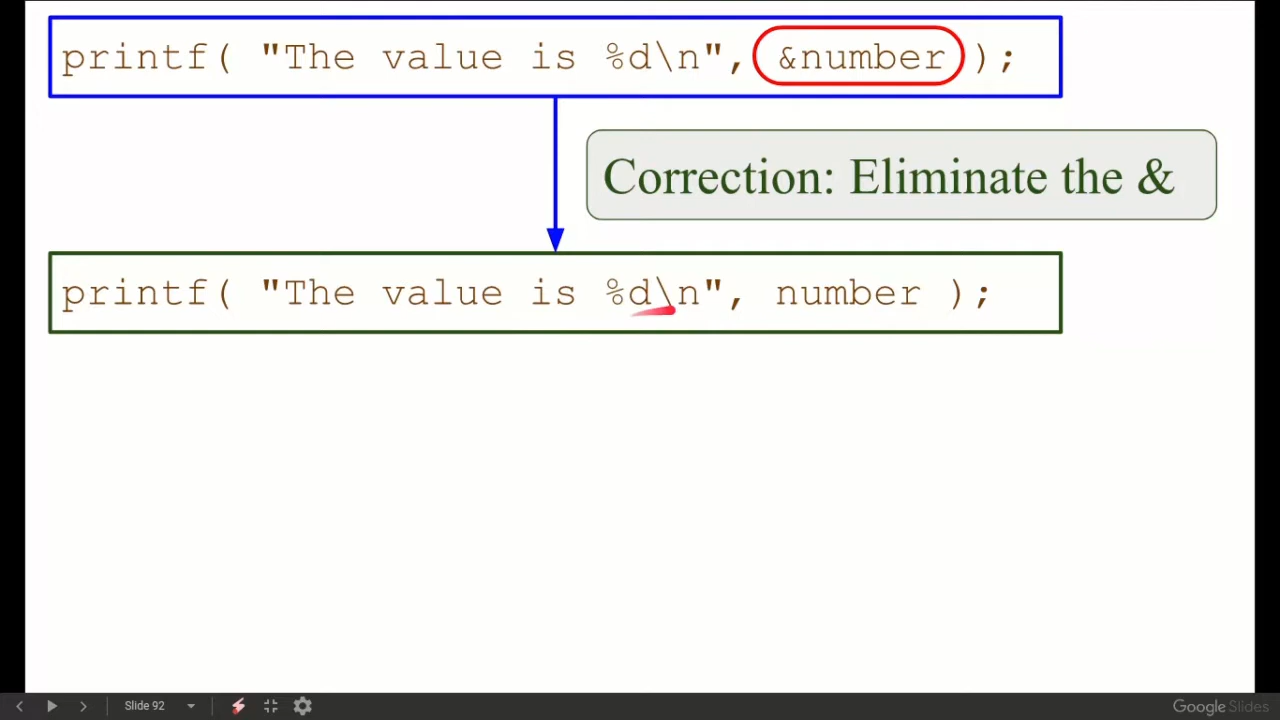 printf( "The value is %d\n", &number );
Correction: Eliminate the &
printf( "The value is %d\n", number );
Slide 92
Google Slides